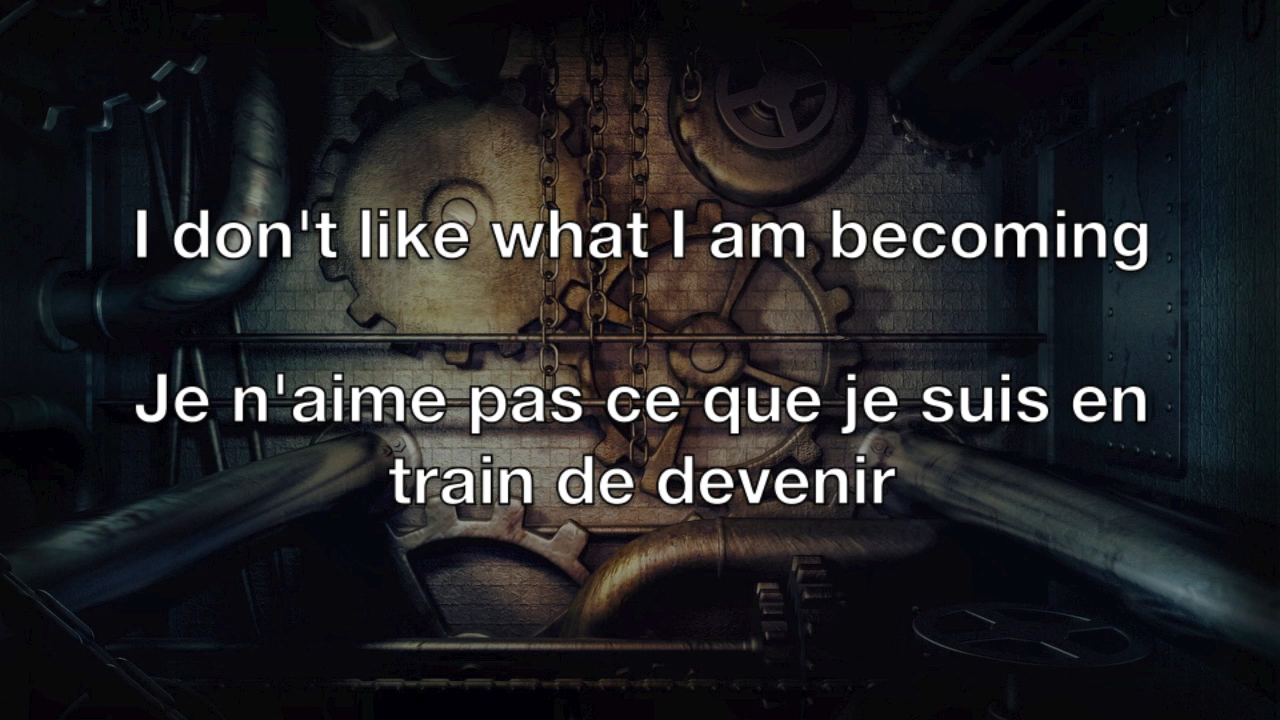 I don't like what I am becoming
Je n'aime pas ce que je suis en
train de devenir